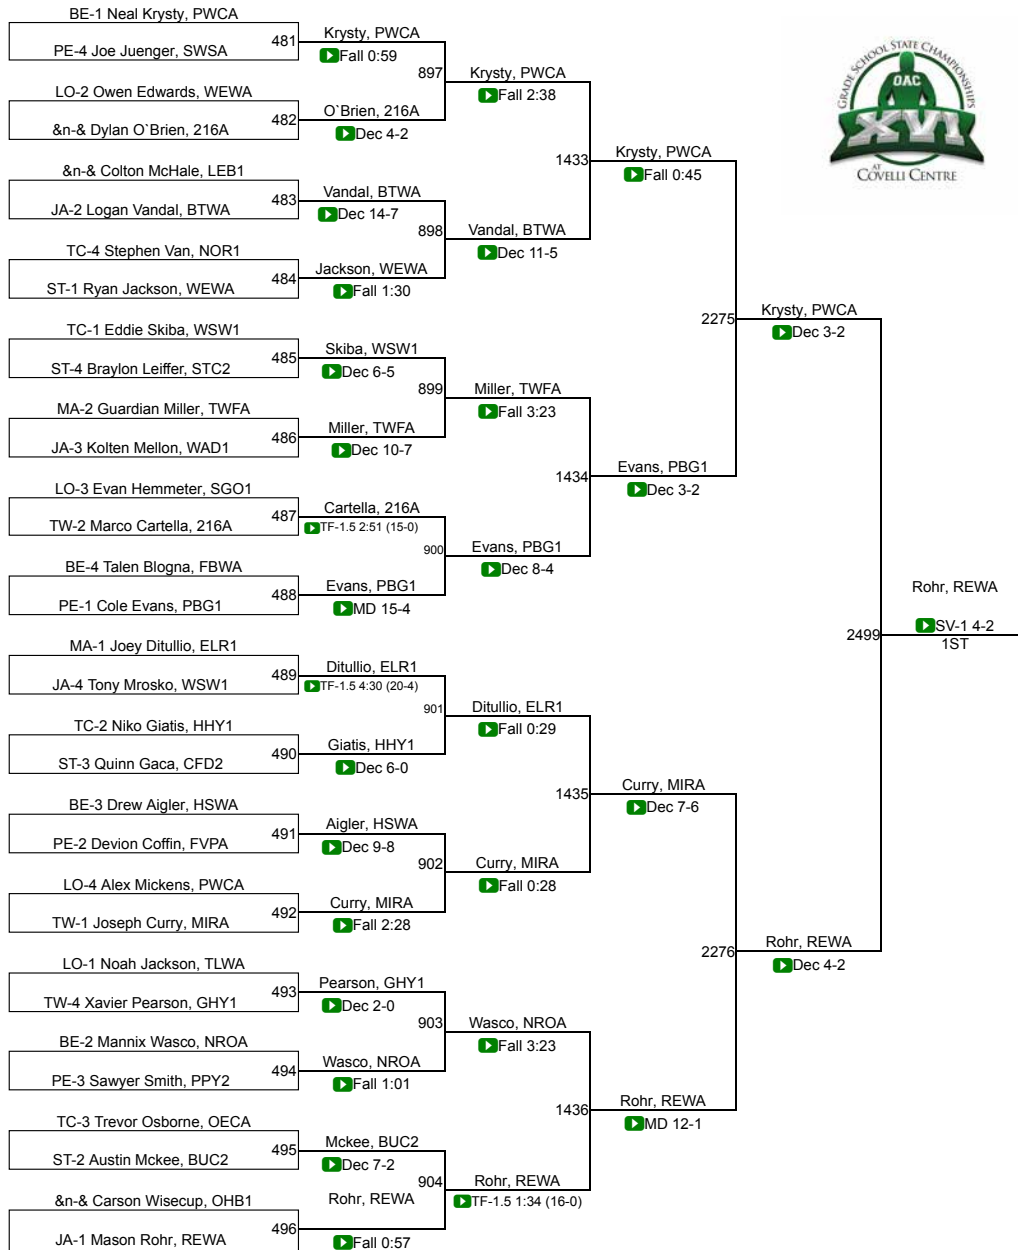 BE-1 Neal Krysty, PWCA
481
PE-4 Joe Juenger, SWSA
Krysty, PWCA
Fall 0:59
897
LO-2 Owen Edwards, WEWA
482
&n-& Dylan O`Brien, 216A
O`Brien, 216A
Dec 4-2
Krysty, PWCA
Fall 2:38
1433
&n-& Colton McHale, LEB1
483
JA-2 Logan Vandal, BTWA
Vandal, BTWA
Dec 14-7
898
TC-4 Stephen Van, NOR1
484
ST-1 Ryan Jackson, WEWA
Jackson, WEWA
Fall 1:30
Vandal, BTWA
Dec 11-5
Krysty, PWCA
Fall 0:45
2275
TC-1 Eddie Skiba, WSW1
485
ST-4 Braylon Leiffer, STC2
Skiba, WSW1
Dec 6-5
899
MA-2 Guardian Miller, TWFA
486
JA-3 Kolten Mellon, WAD1
Miller, TWFA
Dec 10-7
Miller, TWFA
Fall 3:23
1434
LO-3 Evan Hemmeter, SGO1
487
TW-2 Marco Cartella, 216A
Cartella, 216A
TF-1.5 2:51 (15-0)
900
BE-4 Talen Blogna, FBWA
488
PE-1 Cole Evans, PBG1
Evans, PBG1
MD 15-4
Evans, PBG1
Dec 8-4
Evans, PBG1
Dec 3-2
Krysty, PWCA
Dec 3-2
2499
MA-1 Joey Ditullio, ELR1
489
JA-4 Tony Mrosko, WSW1
Ditullio, ELR1
TF-1.5 4:30 (20-4)
901
TC-2 Niko Giatis, HHY1
490
ST-3 Quinn Gaca, CFD2
Giatis, HHY1
Dec 6-0
Ditullio, ELR1
Fall 0:29
1435
BE-3 Drew Aigler, HSWA
491
PE-2 Devion Coffin, FVPA
Aigler, HSWA
Dec 9-8
902
LO-4 Alex Mickens, PWCA
492
TW-1 Joseph Curry, MIRA
Curry, MIRA
Fall 2:28
Curry, MIRA
Fall 0:28
Curry, MIRA
Dec 7-6
2276
LO-1 Noah Jackson, TLWA
493
TW-4 Xavier Pearson, GHY1
Pearson, GHY1
Dec 2-0
903
BE-2 Mannix Wasco, NROA
494
PE-3 Sawyer Smith, PPY2
Wasco, NROA
Fall 1:01
Wasco, NROA
Fall 3:23
1436
TC-3 Trevor Osborne, OECA
495
ST-2 Austin Mckee, BUC2
Mckee, BUC2
Dec 7-2
904
&n-& Carson Wisecup, OHB1
496
JA-1 Mason Rohr, REWA
Rohr, REWA
Fall 0:57
Rohr, REWA
TF-1.5 1:34 (16-0)
Rohr, REWA
MD 12-1
Rohr, REWA
Dec 4-2
Rohr, REWA
SV-1 4-2
1ST
GRADE SCHOOL STATE CHAMPIONSHIPS
OAC
XVI
AT
COVELLI CENTRE